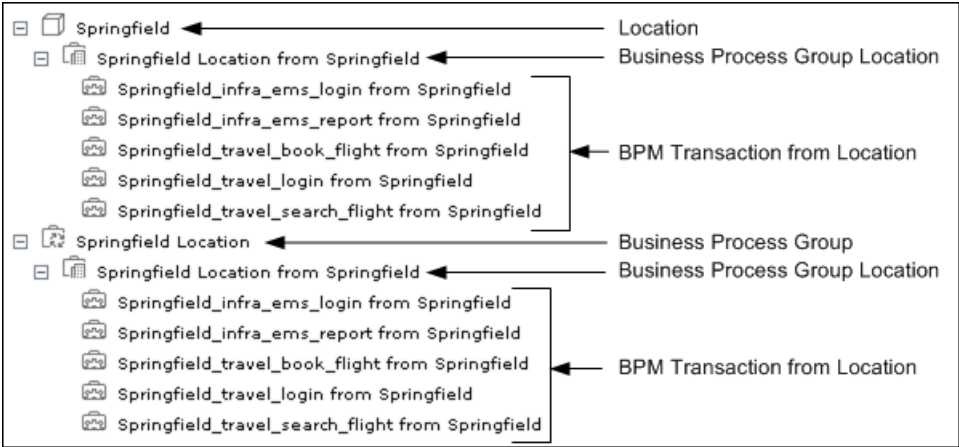 Springfield Location
Springfield Location from Springfield Business Process Group Location
Springfield_infra_ems_login from Springfield
Springfield_infra_ems_report from Springfield
Springfield_travel_book_flight from Springfield BPM Transaction from Location
Springfield_travel_login from Springfield
Springfield_travel_search_flight from Springfield
Springfield Location Business Process Group
Springfield Location from Springfield Business Process Group Location
Springfield_infra_ems_login from Springfield
Springfield_infra_ems_report from Springfield
Springfield_travel_book_flight from Springfield BPM Transaction from Location
Springfield_travel_login from Springfield
Springfield_travel_search_flight from Springfield